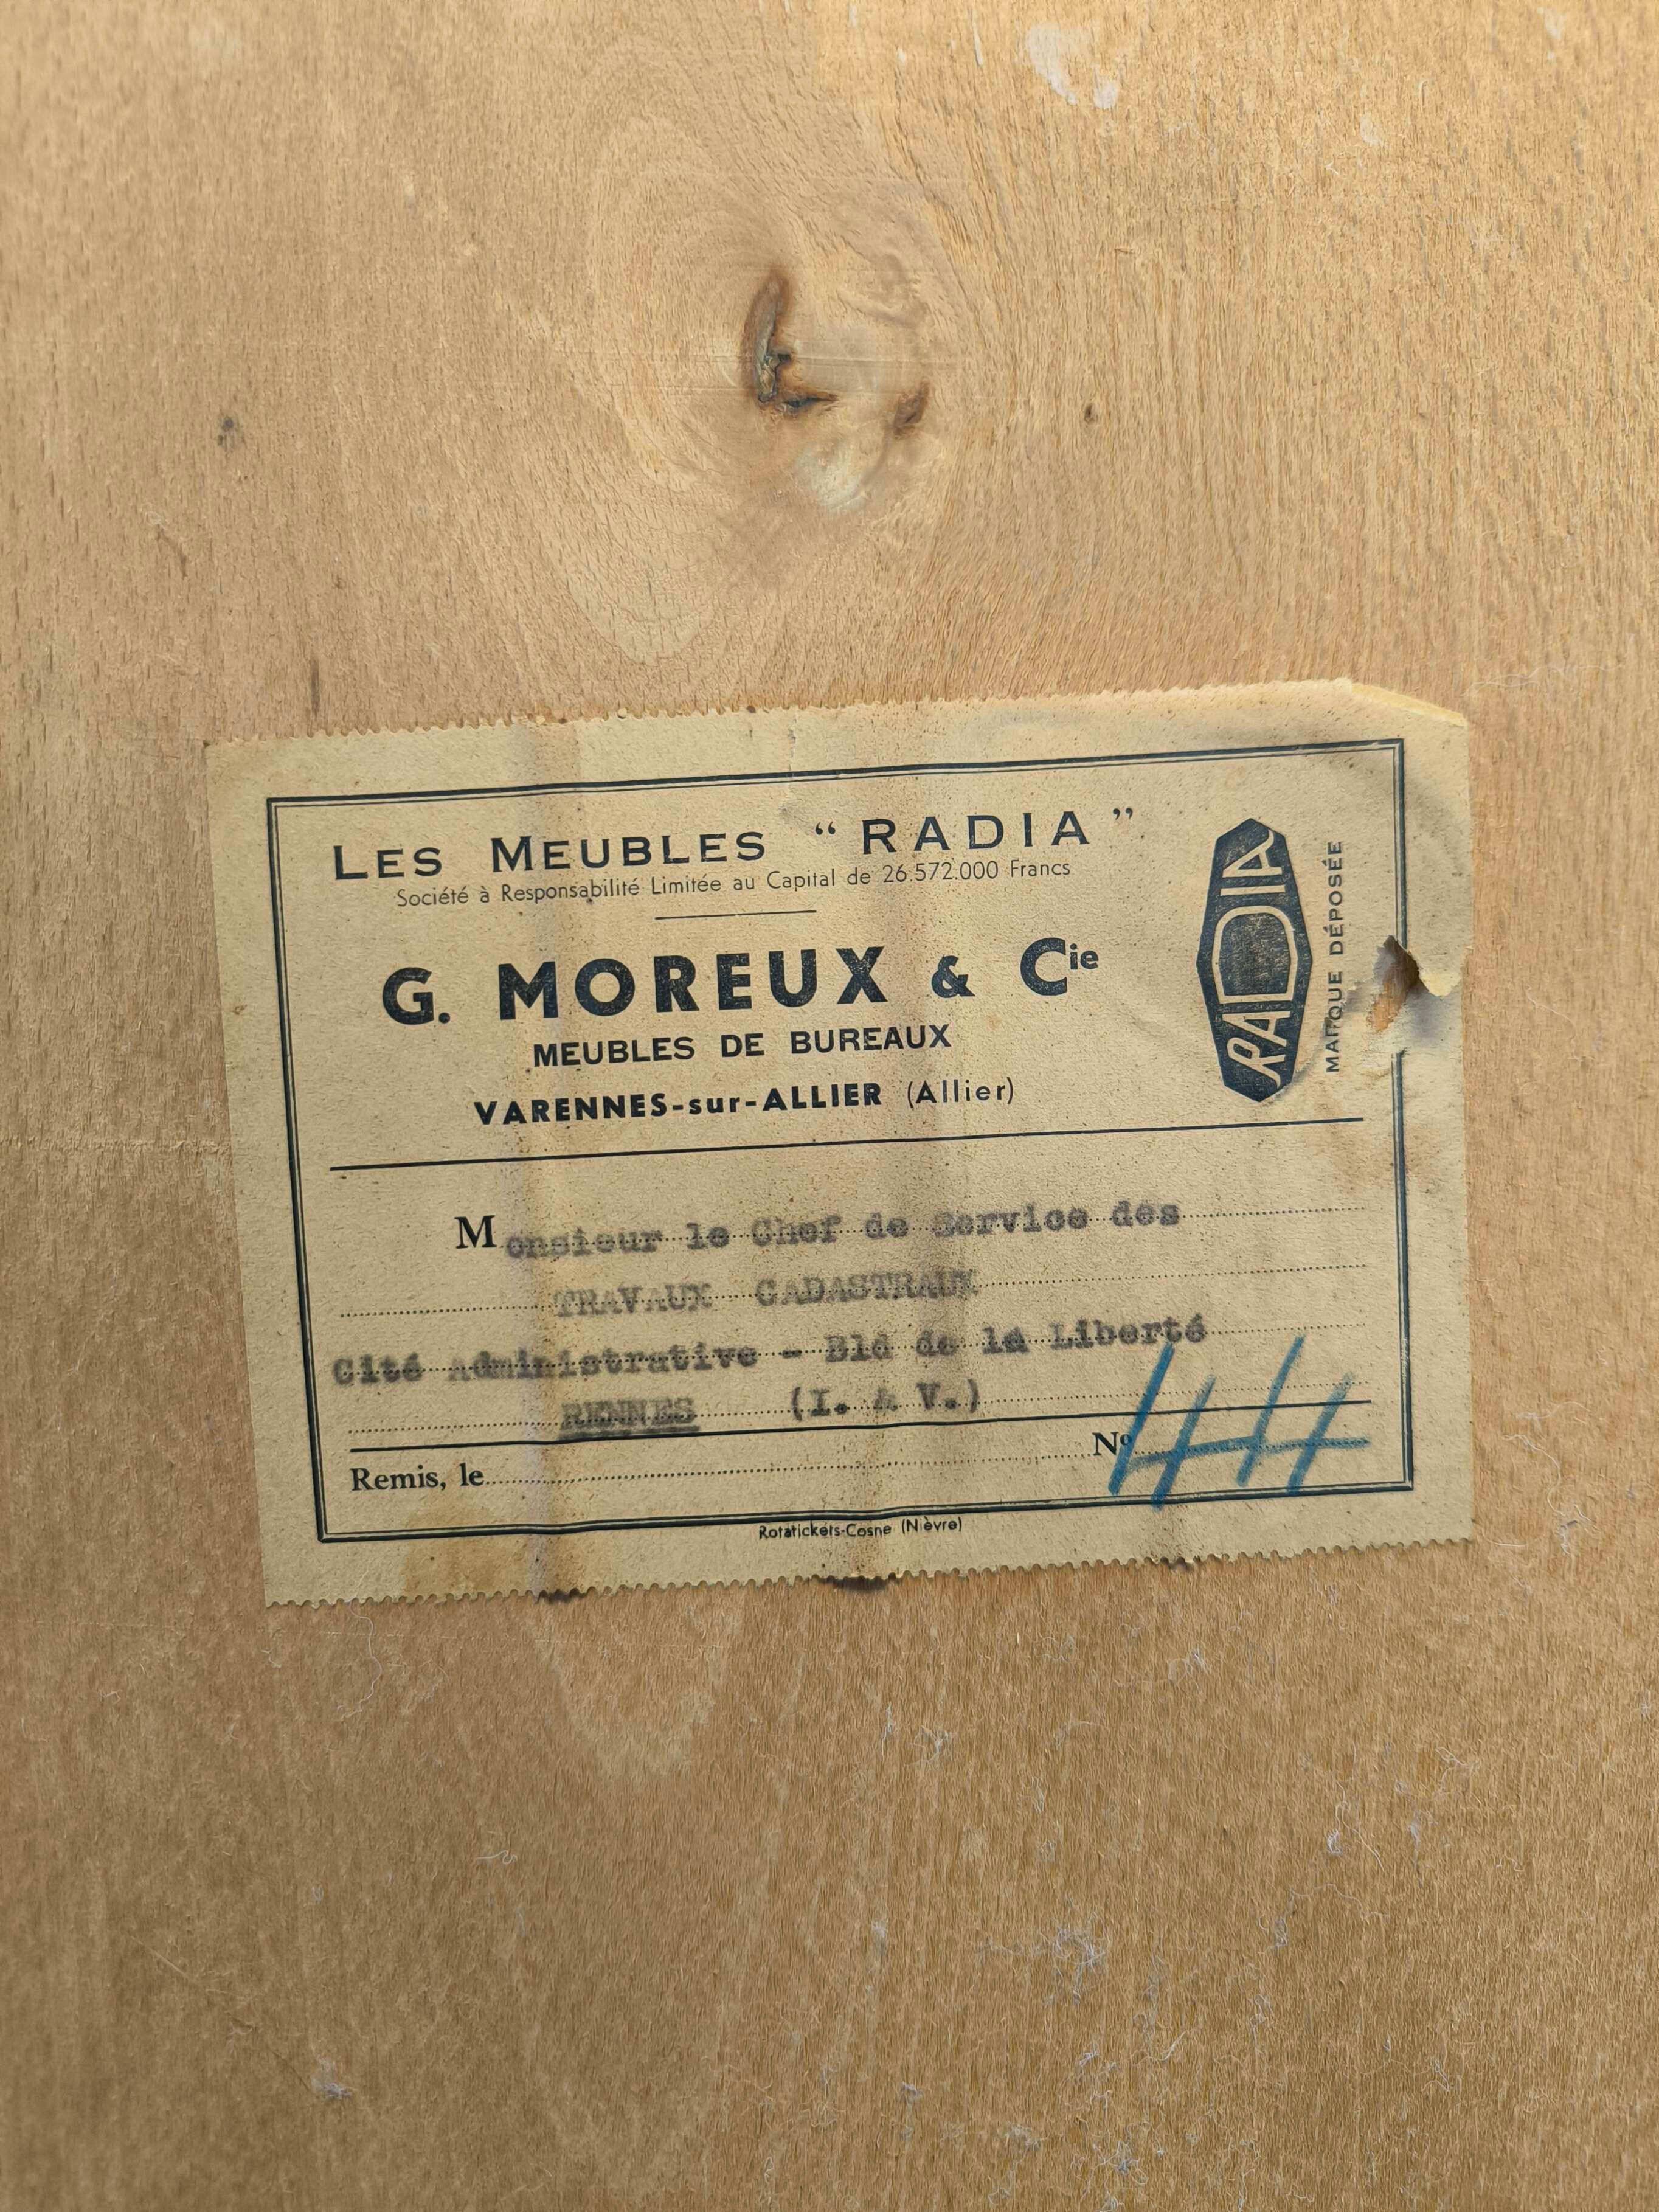 LES MEUBLES “RADIA”
Société à Responsabilité Limitée au Capital de 26.572.000 Francs
G. MOREUX & Cie
MEUBLES DE BUREAUX
VARENNES-sur-ALLIER (Allier)
RADIA
MARQUE DÉPOSÉE
Monsieur le Chef de Service des
TRAVAUX CADASTRAUX
Cité Administrative - Bld de la Liberté
RENNES (I. & V.)
Remis, le
No
Rotatickets-Cosne (Nièvre)